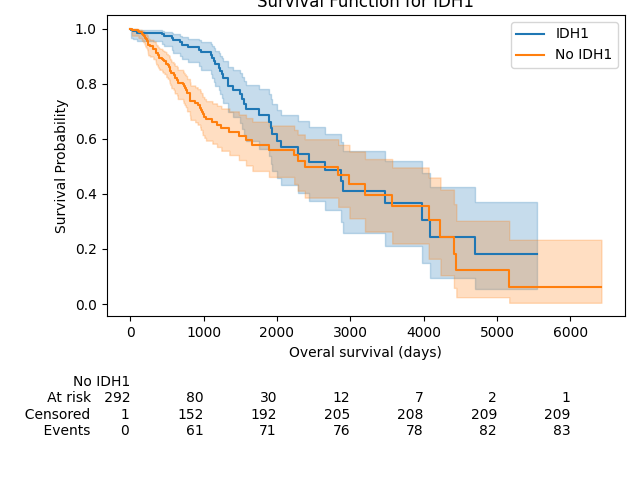 Survival Function for IDH1
IDH1
No IDH1
Survival Probability
1.0
0.8
0.6
0.4
0.2
0.0
0 1000 2000 3000 4000 5000 6000
Overal survival (days)
No IDH1
At risk 292 80 30 12 7 2 1
Censored 1 152 192 205 208 209 209
Events 0 61 71 76 78 82 83